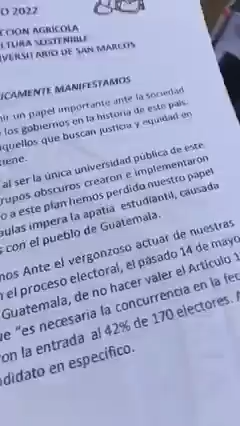 O 2022
CCION AGRÍCOLA
LTURA SOSTENIBLE
IVERSITARIO DE SAN MARCOS
ICAMENTE MANIFESTAMOS
nir un papel importante ante la sociedad
los gobiernos en la historia de este país.
quellos que buscan justicia y equidad en
tiene.
al ser la única universidad pública de este
rupos obscuros crearon e implementaron
o a este plan hemos perdido nuestro papel
aulas impera la apatía estudiantil, causada
s con el pueblo de Guatemala.
nos Ante el vergonzoso actuar de nuestras
n el proceso electoral, el pasado 14 de mayo
Guatemala, de no hacer valer el Artículo 1
ue "es necesaria la concurrencia en la fec
on la entrada al 42% de 170 electores. A
ndidato en específico.